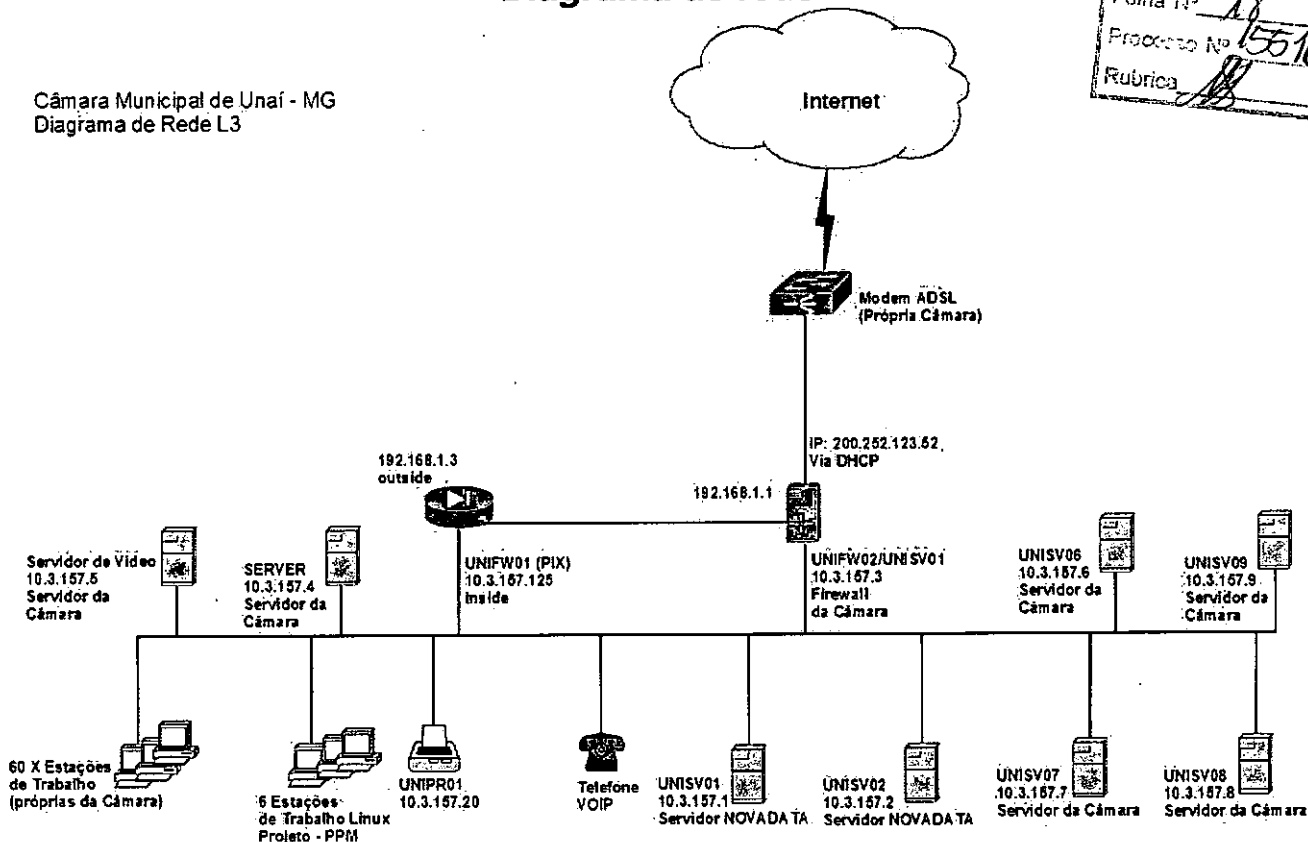 Diagrama de rede
Folha Nº 18
Processo Nº
Rubrica
Câmara Municipal de Unaí - MG
Diagrama de Rede L3
Internet
Modem ADSL
(Própria Câmara)
IP: 200.252.123.52,
Via DHCP
192.168.1.3
outside
192.168.1.1
Servidor de Vídeo
10.3.157.5
Servidor da
Câmara
SERVER
10.3.157.4
Servidor da
Câmara
UNIFW01 (PIX)
10.3.157.125
Inside
UNIFW02/UNISV01
10.3.157.3
Firewall
da Câmara
UNISV06
10.3.157.6
Servidor da
Câmara
UNISV09
10.3.157.9
Servidor da
Câmara
60 X Estações
de Trabalho
(próprias da Câmara)
6 Estações
de Trabalho Linux
Projeto - PPM
UNIPR01
10.3.157.20
Telefone
VOIP
UNISV01
10.3.157.1
Servidor NOVADATA
UNISV02
10.3.157.2
Servidor NOVADATA
UNISV07
10.3.157.7
Servidor da Câmara
UNISV08
10.3.157.8
Servidor da Câmara